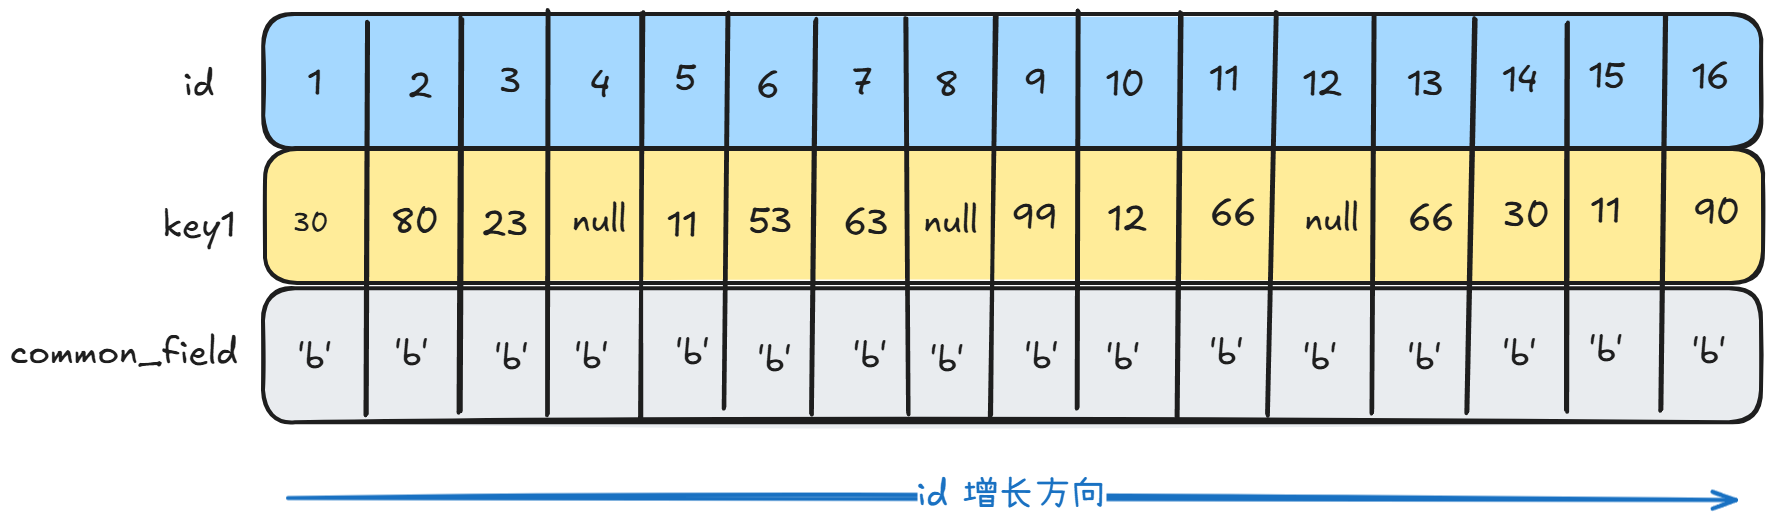 id 1 2 3 4 5 6 7 8 9 10 11 12 13 14 15 16
key1 30 80 23 null 11 53 63 null 99 12 66 null 66 30 11 90
common_field 'b' 'b' 'b' 'b' 'b' 'b' 'b' 'b' 'b' 'b' 'b' 'b' 'b' 'b' 'b' 'b'
id 增长方向